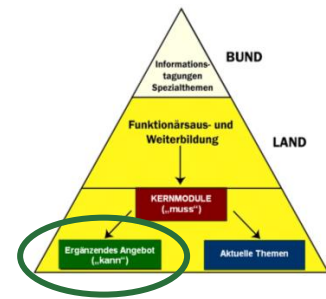 BUND
Informations-
tagungen
Spezialthemen
Funktionärsaus- und
Weiterbildung
LAND
KERNMODULE
(„muss“)
Ergänzendes Angebot
(„kann“)
Aktuelle Themen